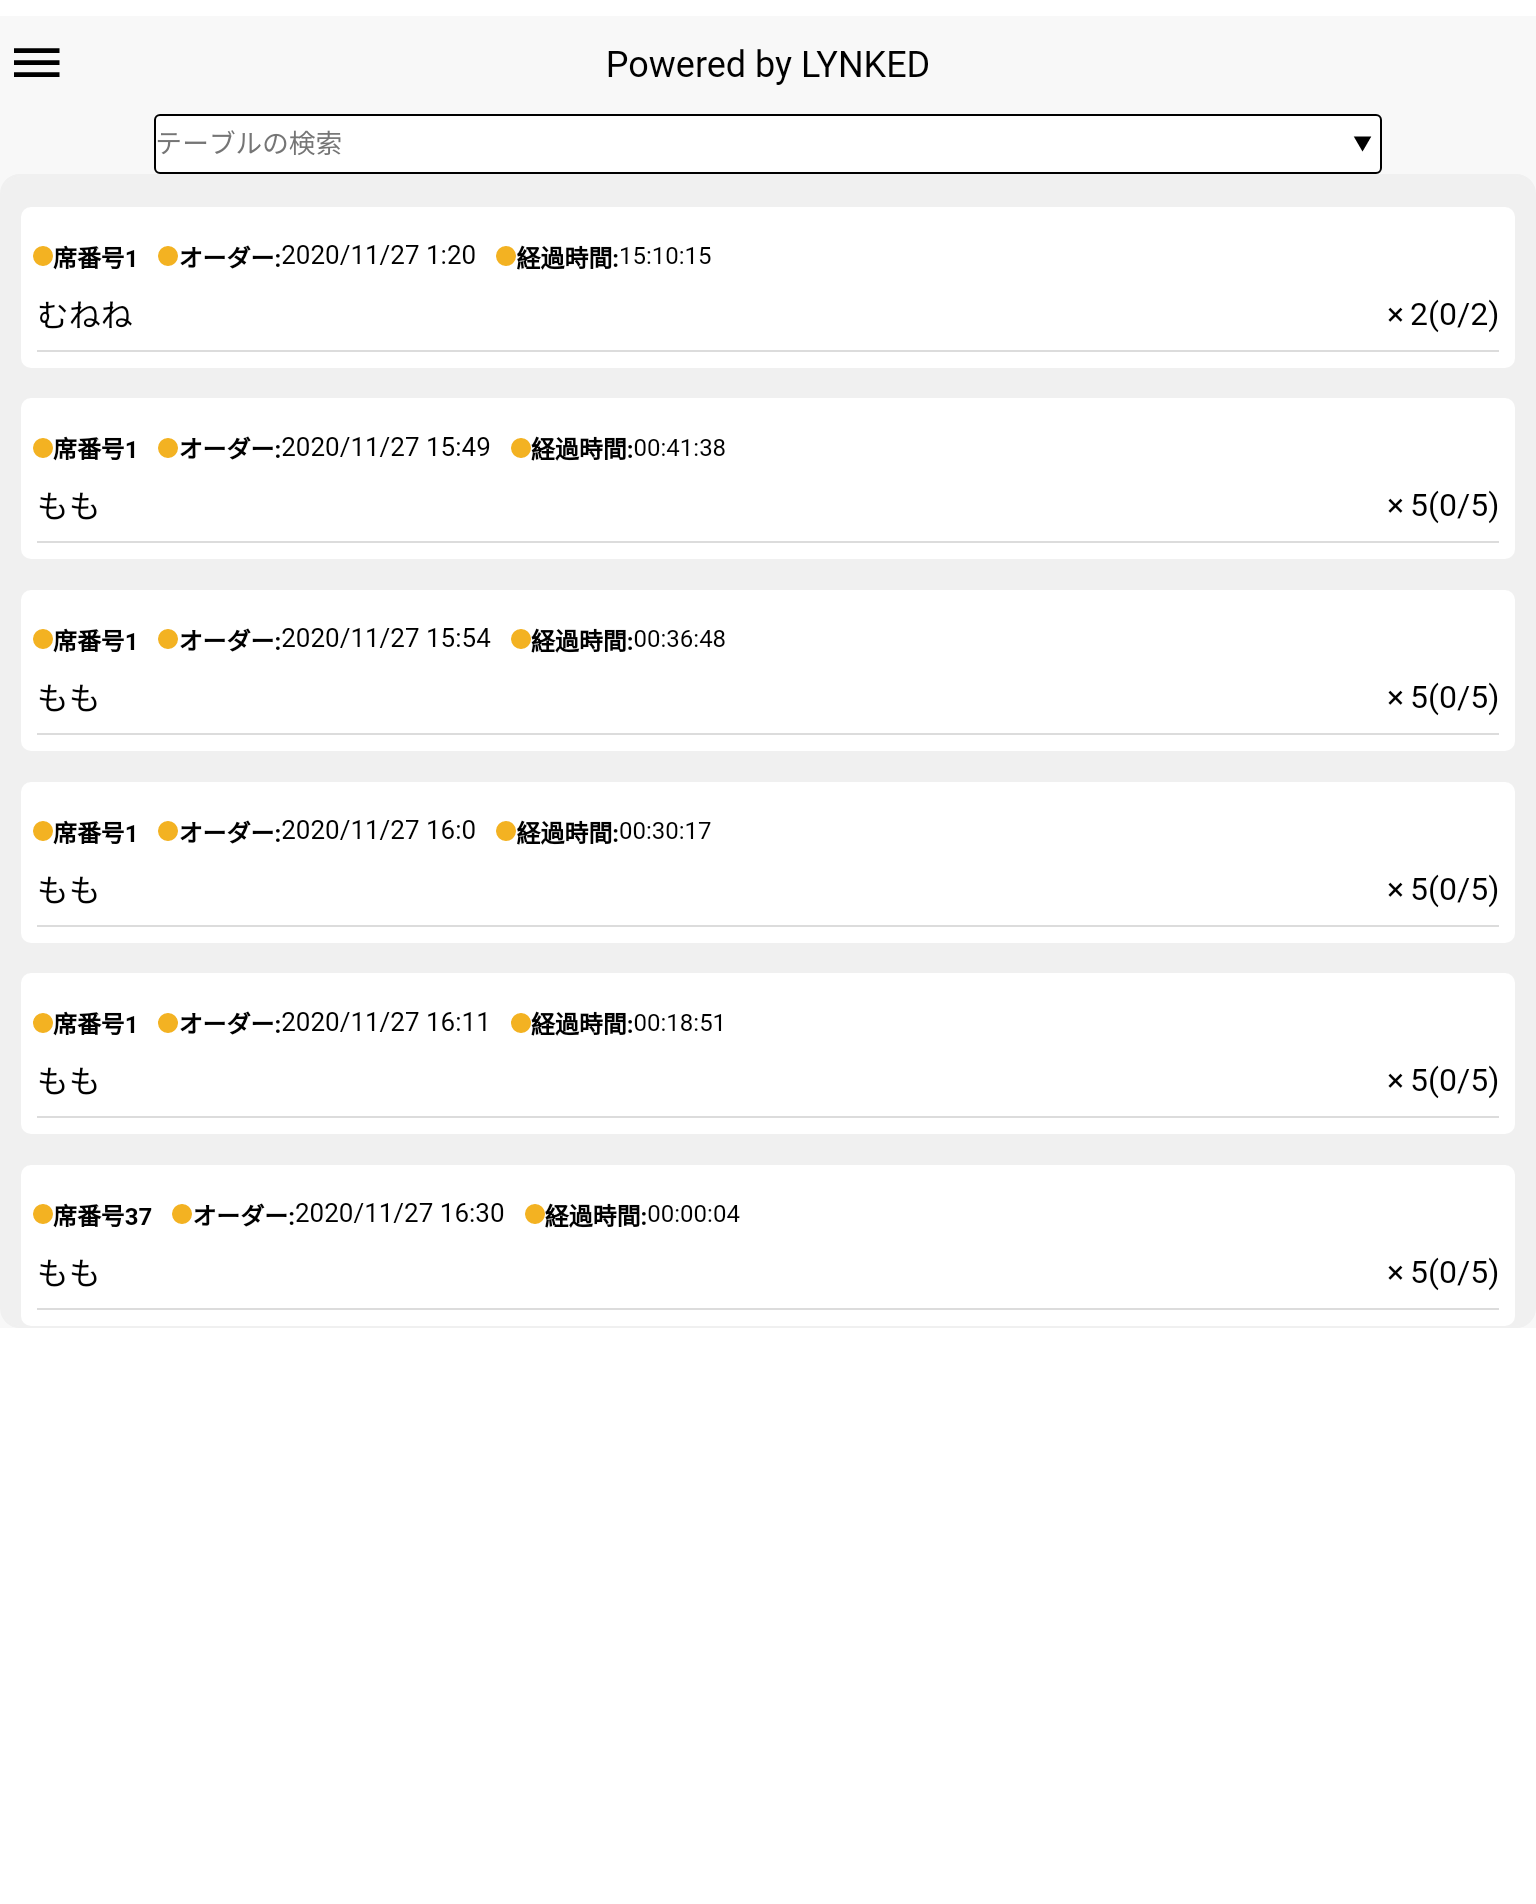 Powered by LYNKED
テーブルの検索 ▼
席番号1 オーダー:2020/11/27 1:20 経過時間:15:10:15
むねね × 2(0/2)
席番号1 オーダー:2020/11/27 15:49 経過時間:00:41:38
もも × 5(0/5)
席番号1 オーダー:2020/11/27 15:54 経過時間:00:36:48
もも × 5(0/5)
席番号1 オーダー:2020/11/27 16:0 経過時間:00:30:17
もも × 5(0/5)
席番号1 オーダー:2020/11/27 16:11 経過時間:00:18:51
もも × 5(0/5)
席番号37 オーダー:2020/11/27 16:30 経過時間:00:00:04
もも × 5(0/5)